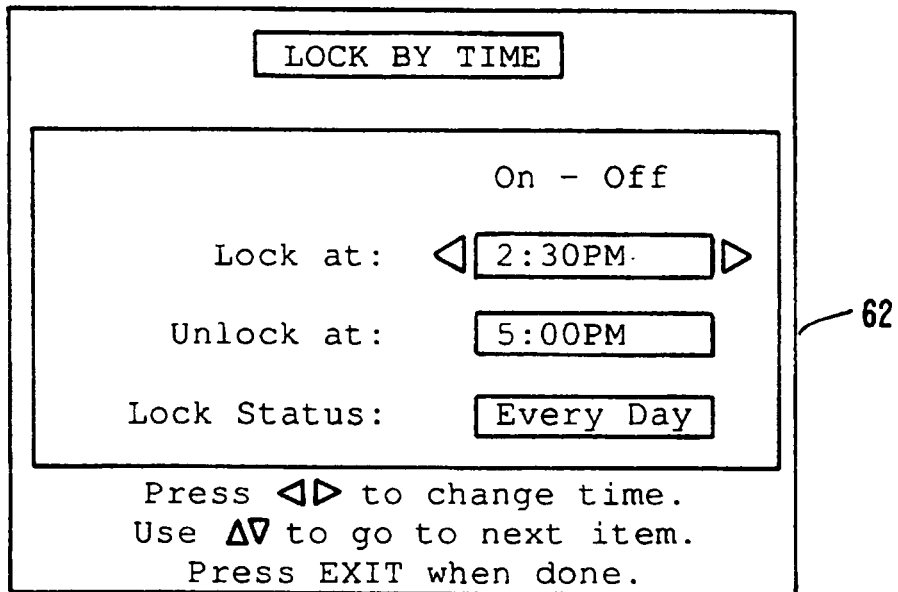 LOCK BY TIME
On - Off
Lock at: ◁ 2:30PM ▷
Unlock at: 5:00PM
Lock Status: Every Day
Press ◁▷ to change time.
Use △▽ to go to next item.
Press EXIT when done.
62